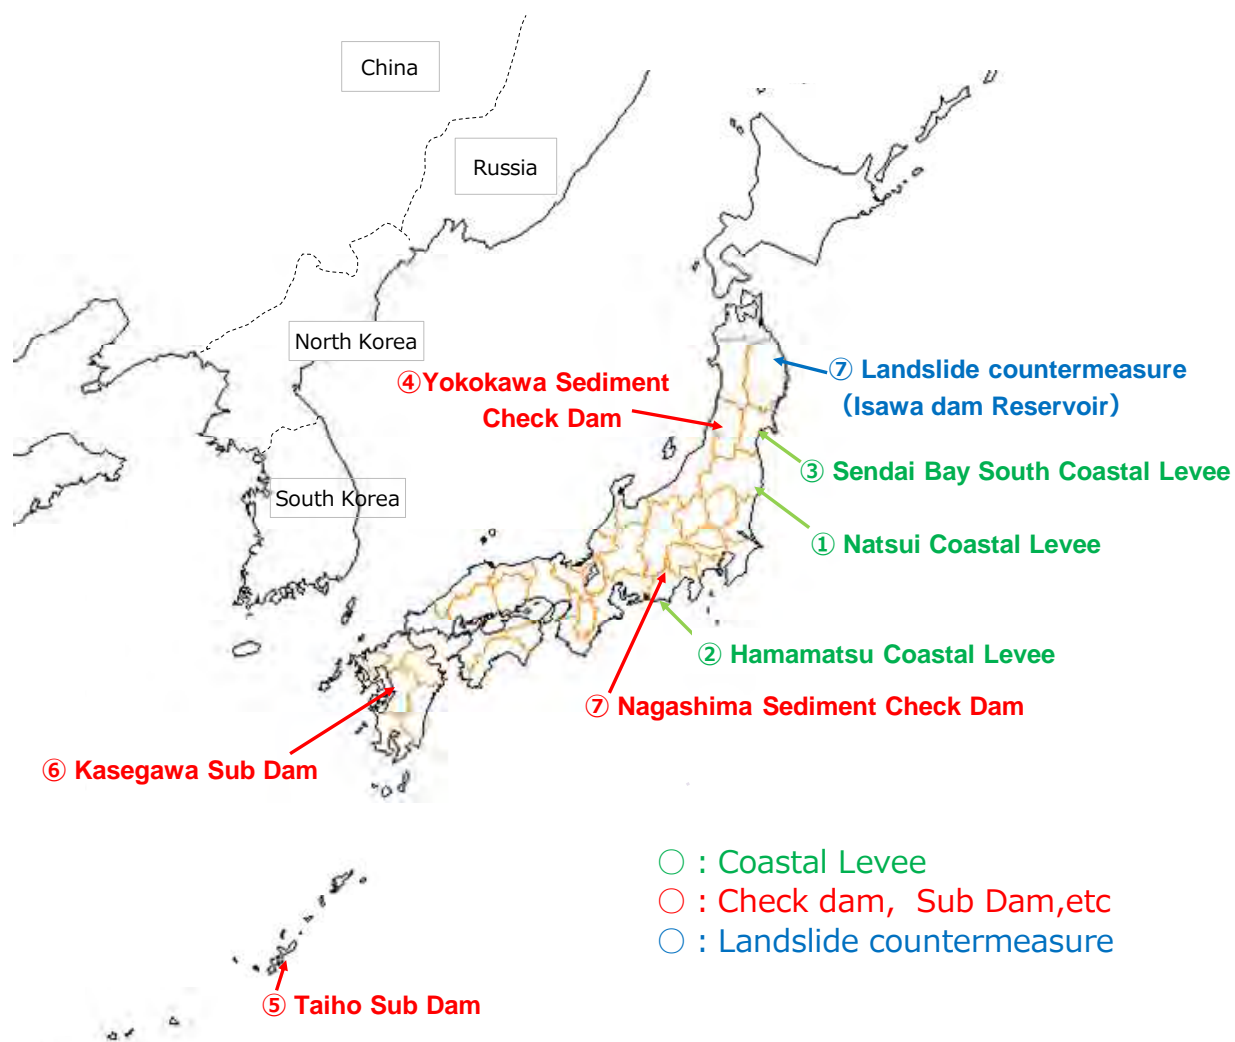 China
Russia
North Korea
④Yokokawa Sediment
Check Dam
⑦ Landslide countermeasure
（Isawa dam Reservoir）
③ Sendai Bay South Coastal Levee
South Korea
① Natsui Coastal Levee
② Hamamatsu Coastal Levee
⑦ Nagashima Sediment Check Dam
⑥ Kasegawa Sub Dam
○ : Coastal Levee
○ : Check dam, Sub Dam,etc
○ : Landslide countermeasure
⑤ Taiho Sub Dam